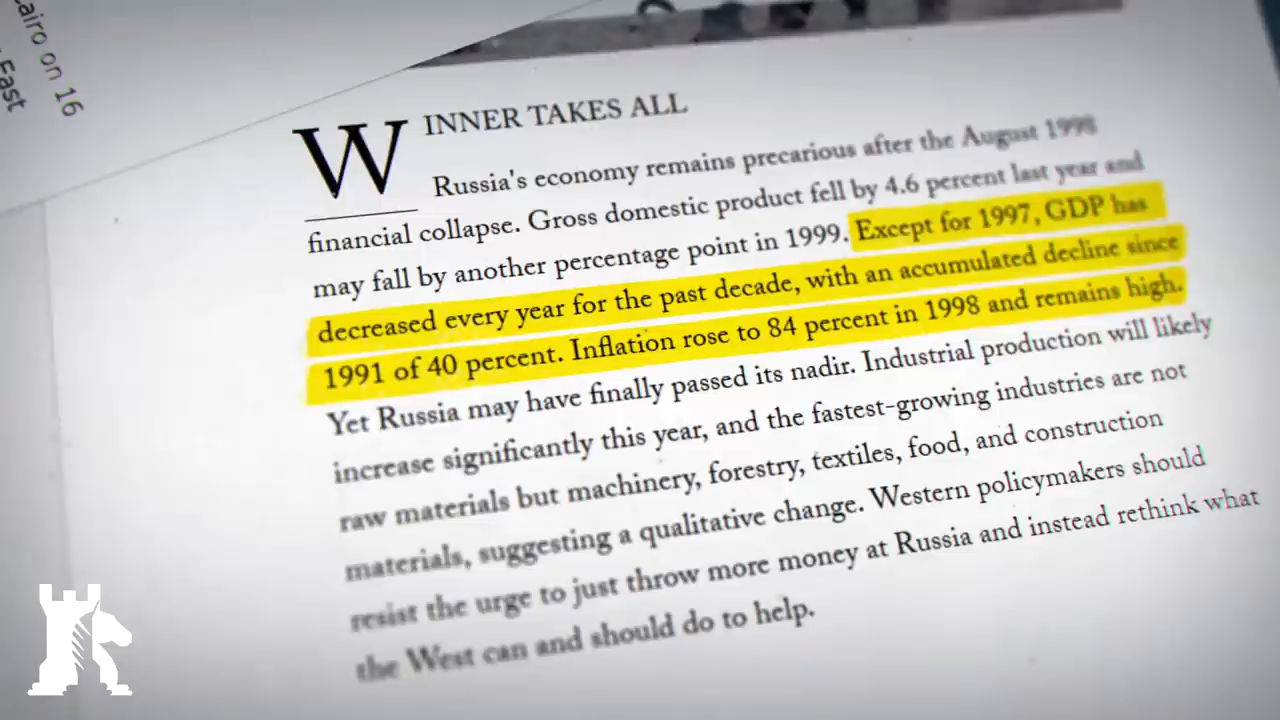 airo on 16
East
WINNER TAKES ALL
Russia's economy remains precarious after the August 1998
financial collapse. Gross domestic product fell by 4.6 percent last year and
may fall by another percentage point in 1999. Except for 1997, GDP has
decreased every year for the past decade, with an accumulated decline since
1991 of 40 percent. Inflation rose to 84 percent in 1998 and remains high.
Yet Russia may have finally passed its nadir. Industrial production will likely
increase significantly this year, and the fastest-growing industries are not
raw materials but machinery, forestry, textiles, food, and construction
materials, suggesting a qualitative change. Western policymakers should
resist the urge to just throw more money at Russia and instead rethink what
the West can and should do to help.